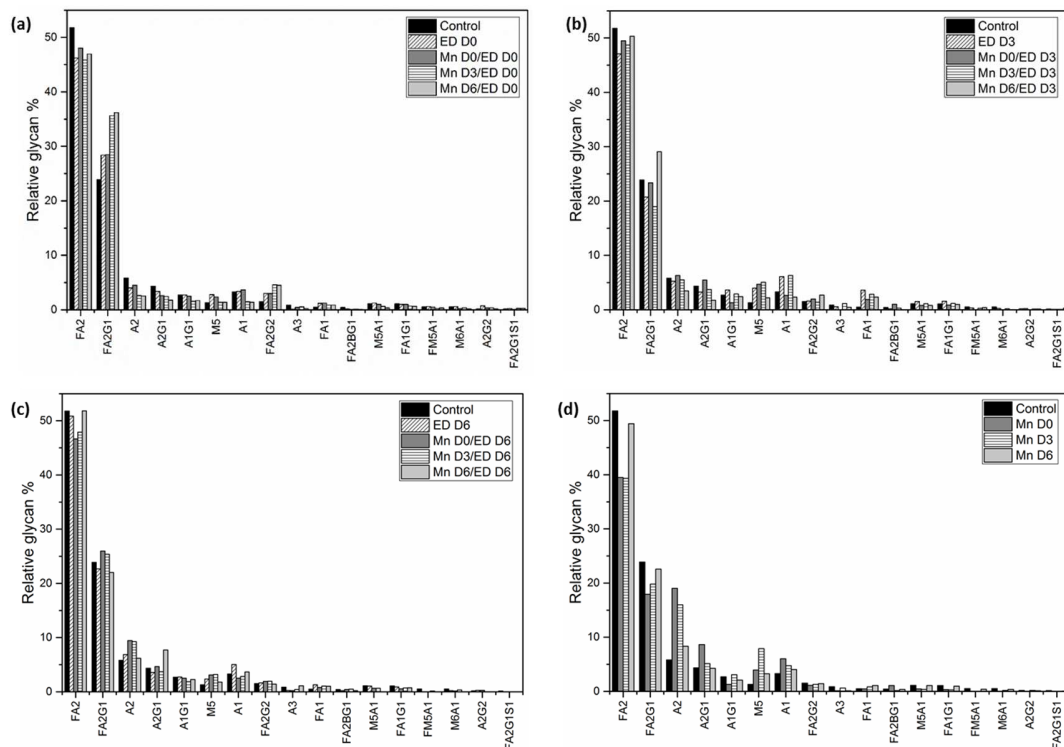 (a)
Relative glycan %
50
40
30
20
10
0
Control
ED D0
Mn D0/ED D0
Mn D3/ED D0
Mn D6/ED D0
FA2
FA2G1
A2
A2G1
A1G1
M5
A1
FA2G2
A3
FA1
FA2BG1
M5A1
FA1G1
FM5A1
M6A1
A2G2
FA2G1S1
(b)
Relative glycan %
50
40
30
20
10
0
Control
ED D3
Mn D0/ED D3
Mn D3/ED D3
Mn D6/ED D3
FA2
FA2G1
A2
A2G1
A1G1
M5
A1
FA2G2
A3
FA1
FA2BG1
M5A1
FA1G1
FM5A1
M6A1
A2G2
FA2G1S1
(c)
Relative glycan %
50
40
30
20
10
0
Control
ED D6
Mn D0/ED D6
Mn D3/ED D6
Mn D6/ED D6
FA2
FA2G1
A2
A2G1
A1G1
M5
A1
FA2G2
A3
FA1
FA2BG1
M5A1
FA1G1
FM5A1
M6A1
A2G2
FA2G1S1
(d)
Relative glycan %
50
40
30
20
10
0
Control
Mn D0
Mn D3
Mn D6
FA2
FA2G1
A2
A2G1
A1G1
M5
A1
FA2G2
A3
FA1
FA2BG1
M5A1
FA1G1
FM5A1
M6A1
A2G2
FA2G1S1